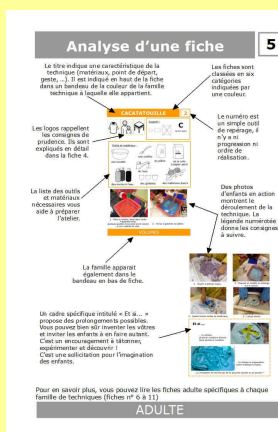 Analyse d'une fiche
5
Le titre indique une caractéristique de la
technique (matériaux, point de départ,
geste, ...). Il est indiqué en haut de la fiche
dans un bandeau de la couleur de la famille
technique à laquelle elle appartient.
Les fiches sont
classées en six
catégories
indiquées par
une couleur.
CACATATOUILLE
3
C
Les logos rappellent
les consignes de
prudence. Ils sont
expliqués en détail
dans la fiche 4.
Le numéro est
un simple outil
de repérage, il
n'y a ni
progression ni
ordre de
réalisation.
La liste des outils
et matériaux
nécessaires vous
aide à préparer
l'atelier.
Des photos
d'enfants en action
montrent le
déroulement de la
technique. La
légende numérotée
donne les consignes
à suivre.
VOLUMES
La famille apparait
également dans le
bandeau en bas de fiche.
Un cadre spécifique intitulé « Et si... »
propose des prolongements possibles.
Vous pouvez bien sûr inventer les vôtres
et inviter les enfants à en faire autant.
C'est un encouragement à tâtonner,
expérimenter et découvrir !
C'est une sollicitation pour l'imagination
des enfants.
Et si ...
Pour en savoir plus, vous pouvez lire les fiches adulte spécifiques à chaque
famille de techniques (fiches n° 6 à 11)
ADULTE